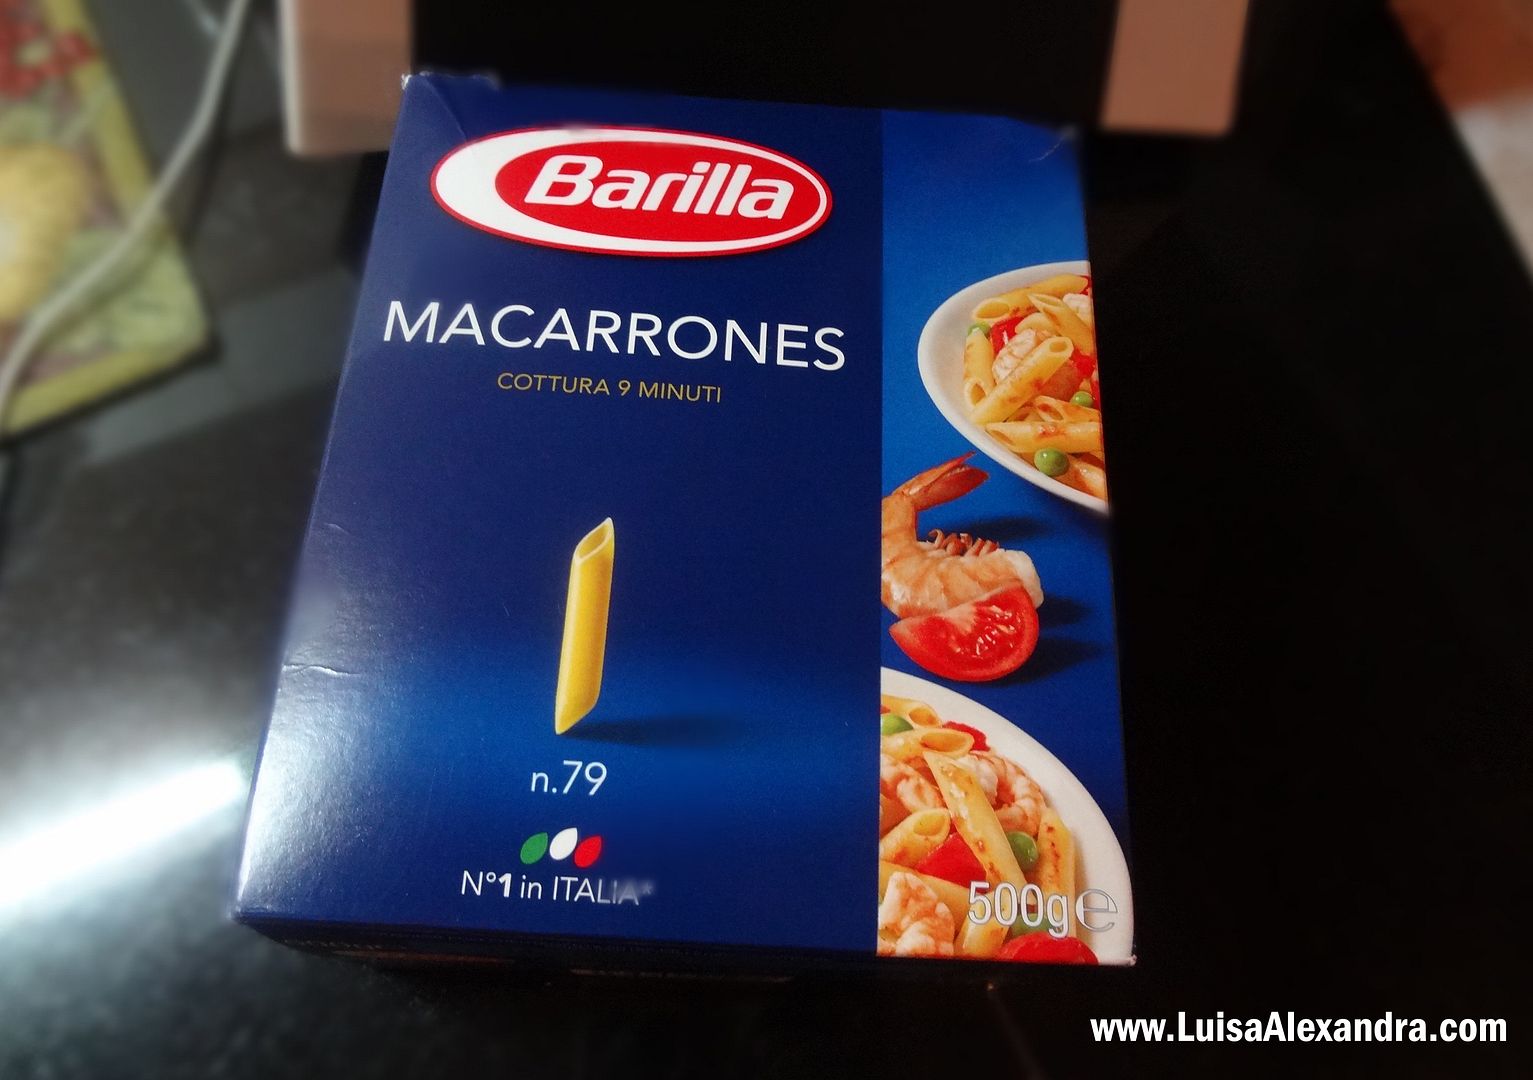 Barilla
MACARRONES
COTTURA 9 MINUTI
n.79
N°1 in ITALIA*
500g℮
www.LuisaAlexandra.com